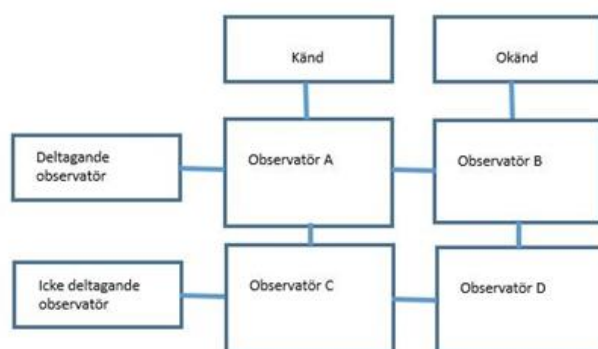 Känd
Okänd
Deltagande
observatör
Observatör A
Observatör B
Icke deltagande
observatör
Observatör C
Observatör D